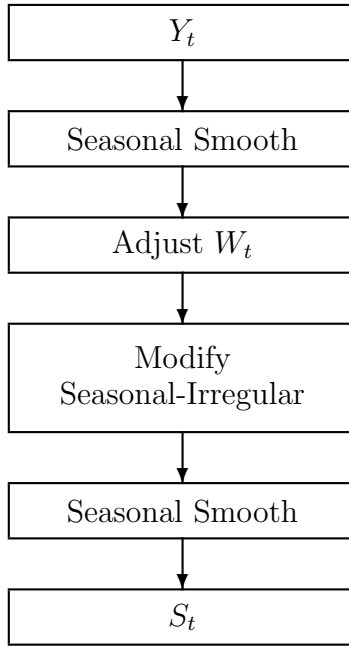 Y_t
Seasonal Smooth
Adjust W_t
Modify
Seasonal-Irregular
Seasonal Smooth
S_t